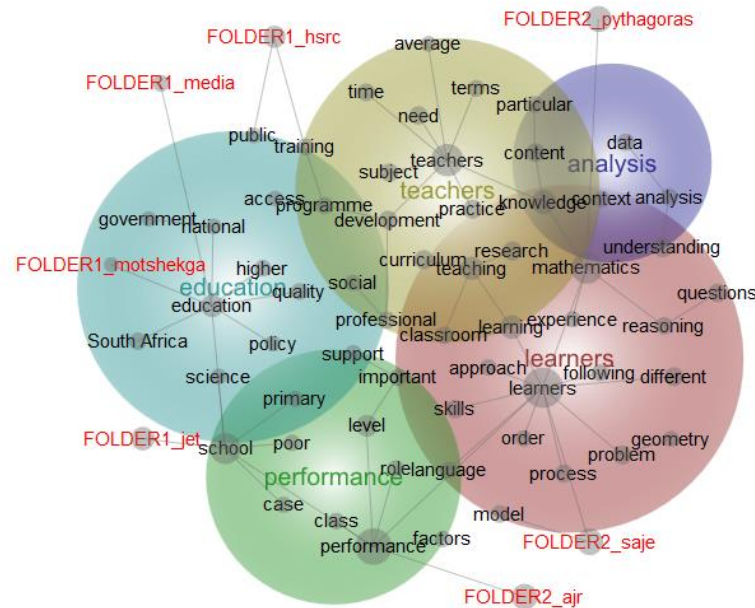 FOLDER2_pythagoras
FOLDER1_hsrc
average
FOLDER1_media
time
terms
particular
need
public
data
training
content
teachers
analysis
subject
teachers
access
programme
practice
knowledge
context
analysis
government
national
development
understanding
research
curriculum
teaching
mathematics
FOLDER1_motshekga
higher
education
social
quality
questions
education
professional
experience
reasoning
learning
South Africa
policy
classroom
support
learners
approach
following
science
important
learners
different
primary
skills
level
order
geometry
FOLDER1_jet
school
poor
problem
performance
role
language
process
case
model
class
performance
factors
FOLDER2_saje
FOLDER2_ajr